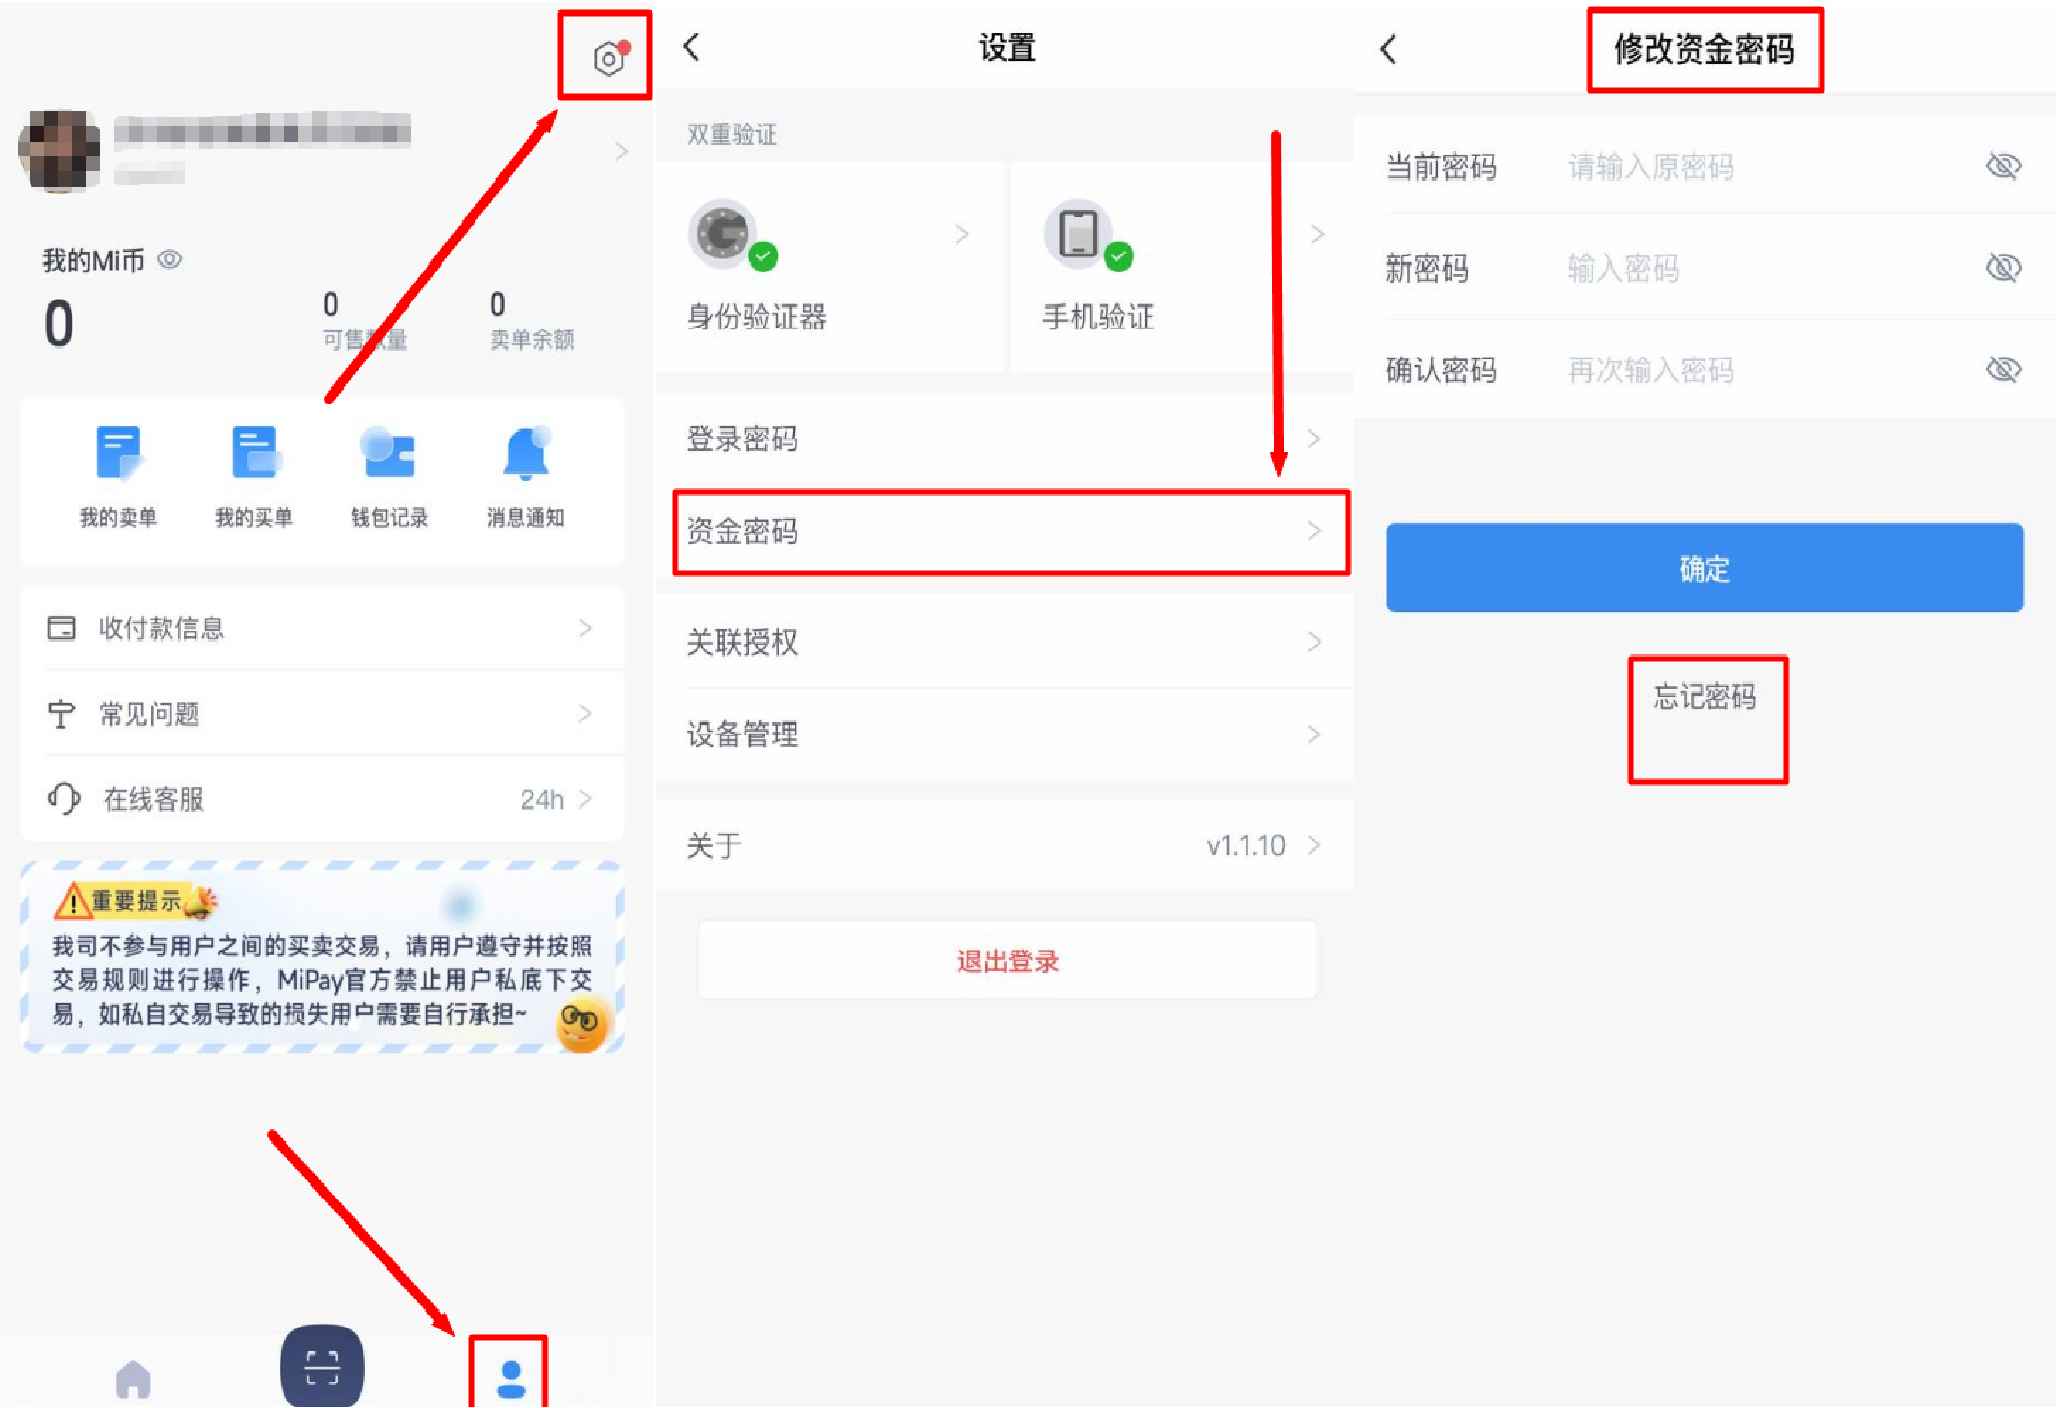 我的Mi币
0
0
可售数量
0
卖单余额
我的卖单
我的买单
钱包记录
消息通知
收付款信息
常见问题
在线客服
24h
重要提示
我司不参与用户之间的买卖交易，请用户遵守并按照
交易规则进行操作，MiPay官方禁止用户私底下交
易，如私自交易导致的损失用户需要自行承担~
设置
双重验证
身份验证器
手机验证
登录密码
资金密码
关联授权
设备管理
关于
v1.1.10
退出登录
修改资金密码
当前密码
请输入原密码
新密码
输入密码
确认密码
再次输入密码
确定
忘记密码